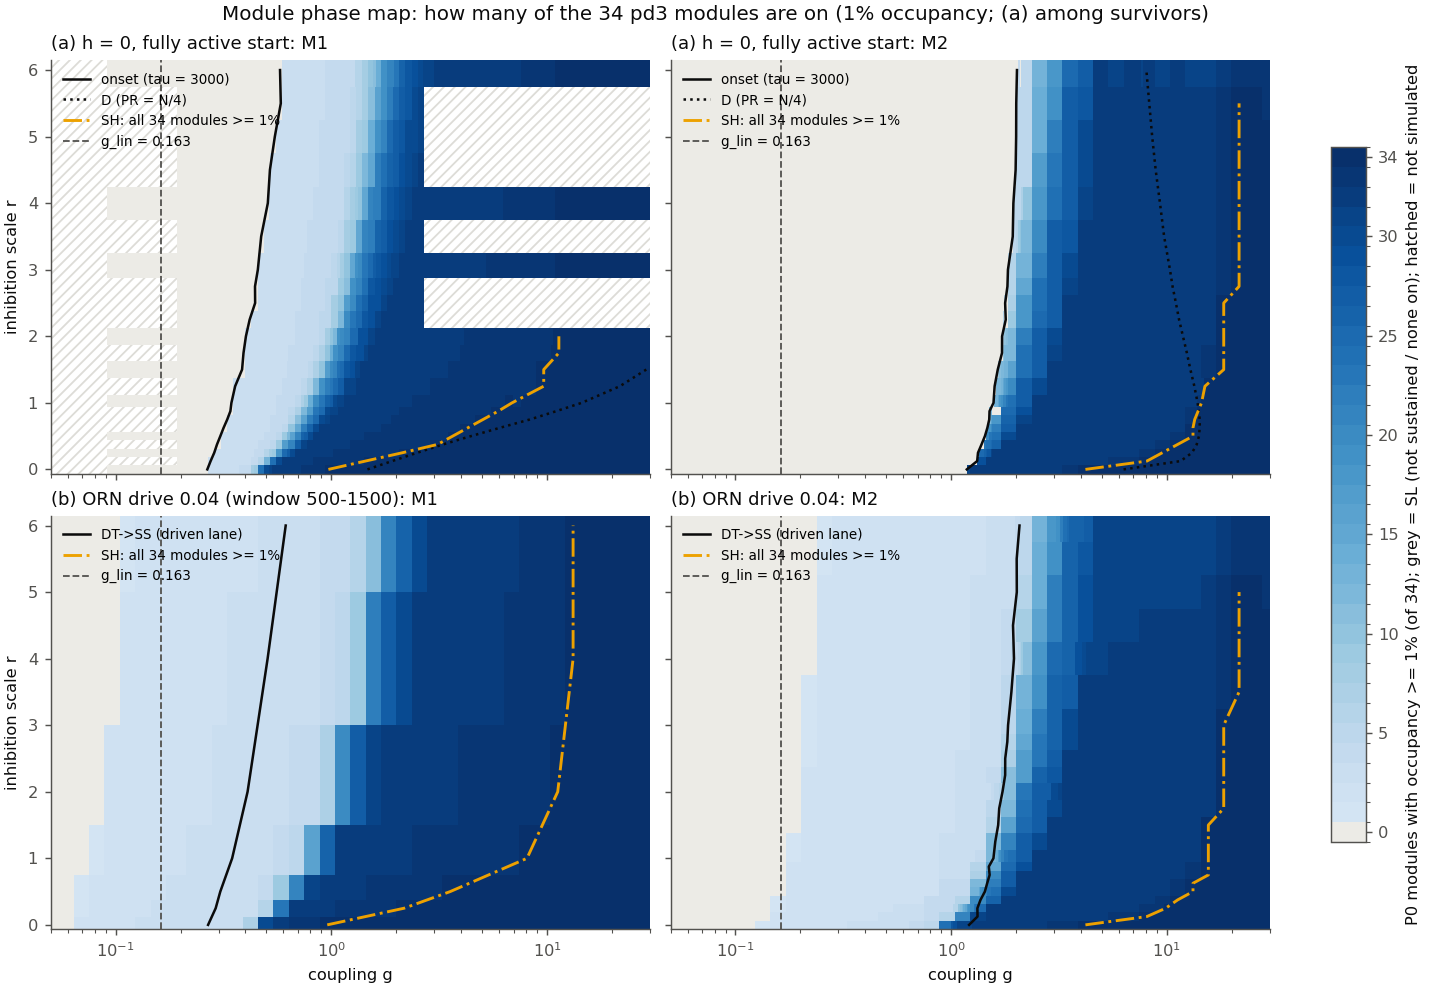 Module phase map: how many of the 34 pd3 modules are on (1% occupancy; (a) among survivors)
(a) h = 0, fully active start: M1
(a) h = 0, fully active start: M2
onset (tau = 3000)
D (PR = N/4)
SH: all 34 modules >= 1%
g_lin = 0.163
onset (tau = 3000)
D (PR = N/4)
SH: all 34 modules >= 1%
g_lin = 0.163
inhibition scale r
6
5
4
3
2
1
0
(b) ORN drive 0.04 (window 500-1500): M1
(b) ORN drive 0.04: M2
DT->SS (driven lane)
SH: all 34 modules >= 1%
g_lin = 0.163
DT->SS (driven lane)
SH: all 34 modules >= 1%
g_lin = 0.163
inhibition scale r
6
5
4
3
2
1
0
10⁻¹ 10⁰ 10¹
10⁻¹ 10⁰ 10¹
coupling g
coupling g
34
30
25
20
15
10
5
0
P0 modules with occupancy >= 1% (of 34); grey = SL (not sustained / none on); hatched = not simulated